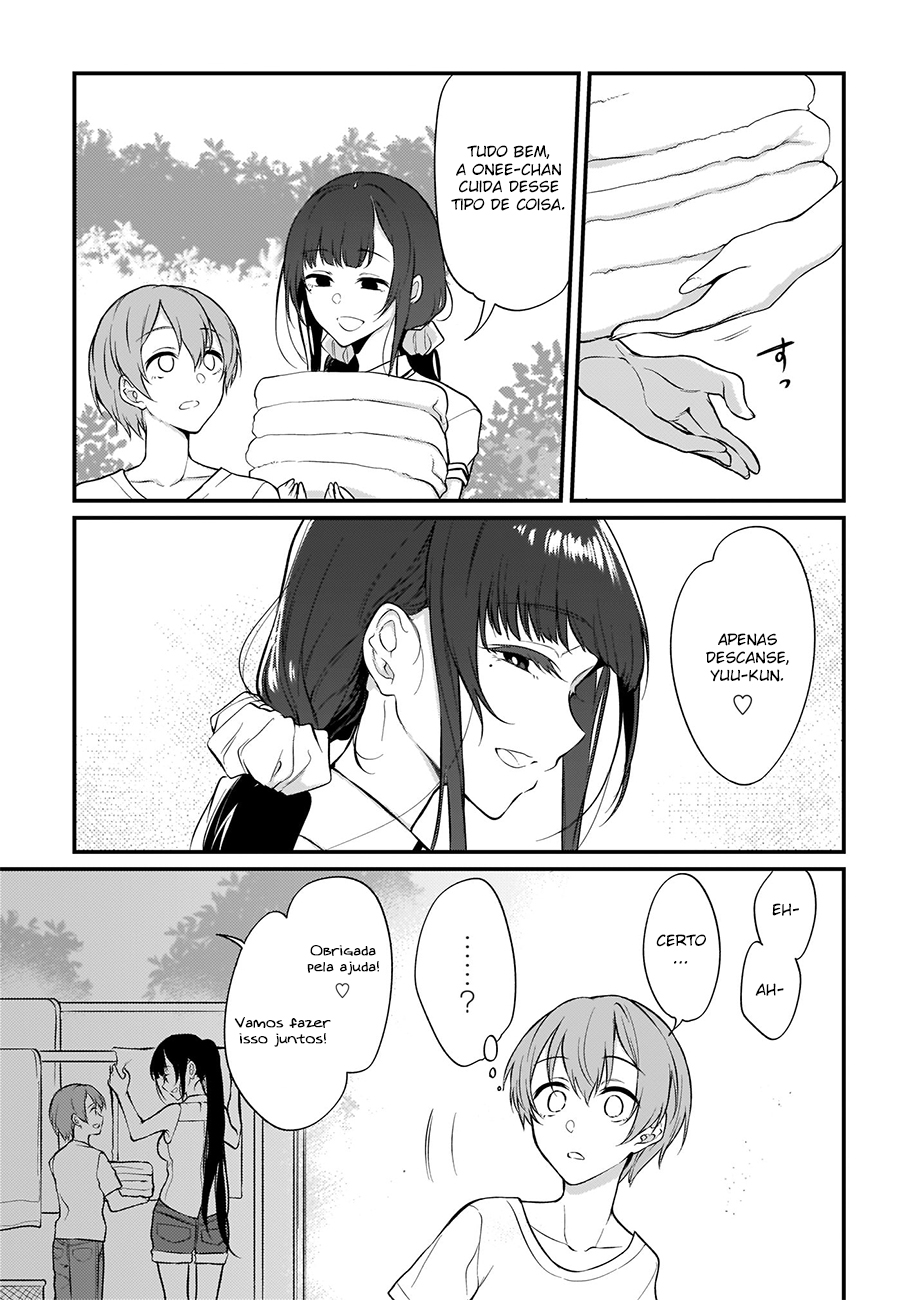 すっ
TUDO BEM,
A ONEE-CHAN
CUIDA DESSE
TIPO DE COISA.
APENAS
DESCANSE,
YUU-KUN.
♡
EH-
AH-
CERTO
...
......?
Obrigada
pela ajuda!
♡
Vamos fazer
isso juntos!